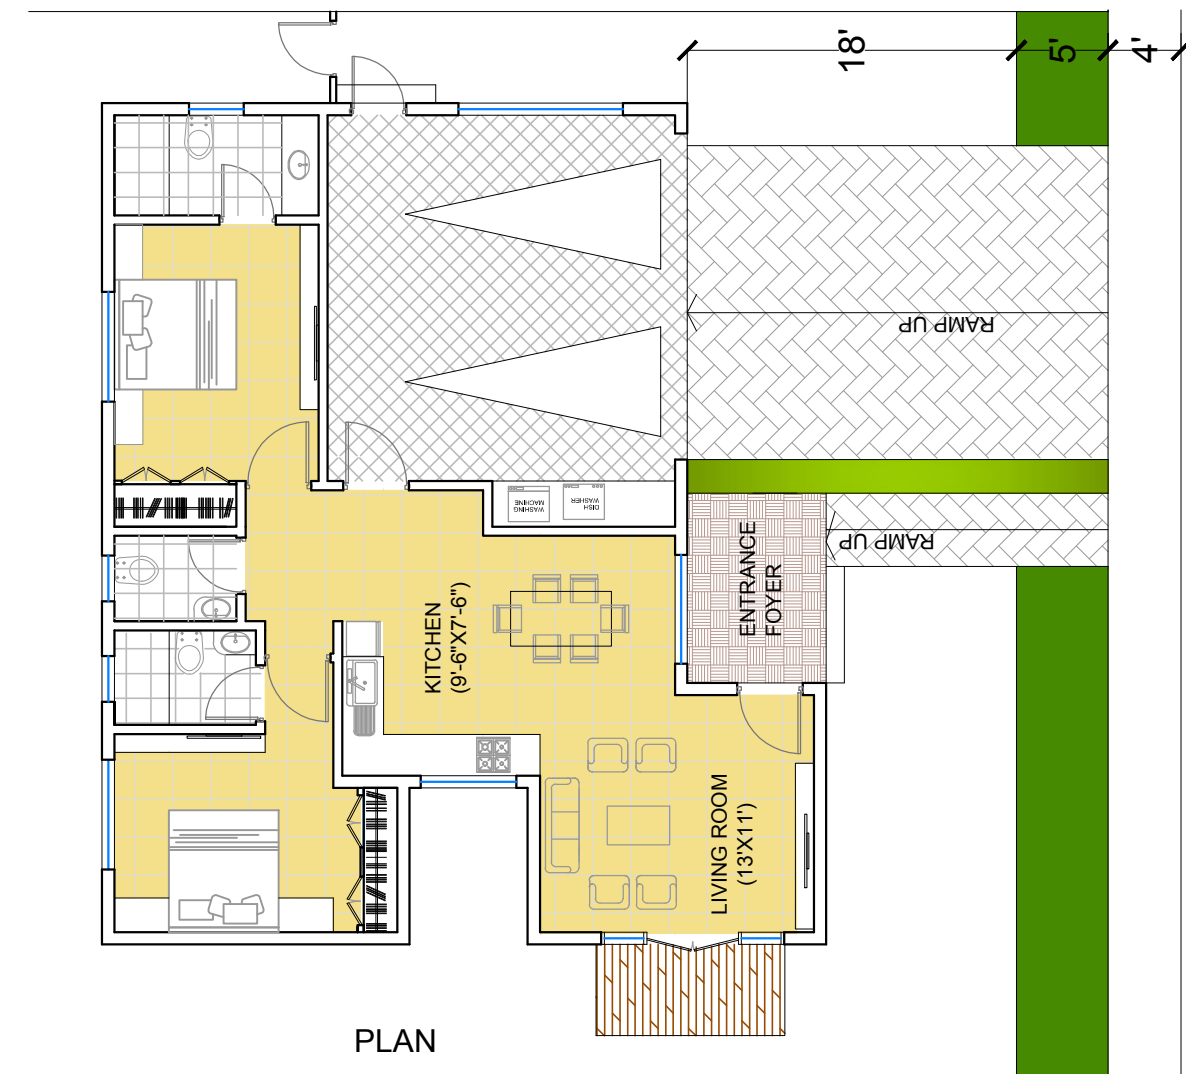 18'
5'
4'
RAMP UP
WASHING
MACHINE
DISH
WASHER
ENTRANCE
FOYER
RAMP UP
KITCHEN
(9'-6"X7'-6")
LIVING ROOM
(13'X11')
PLAN